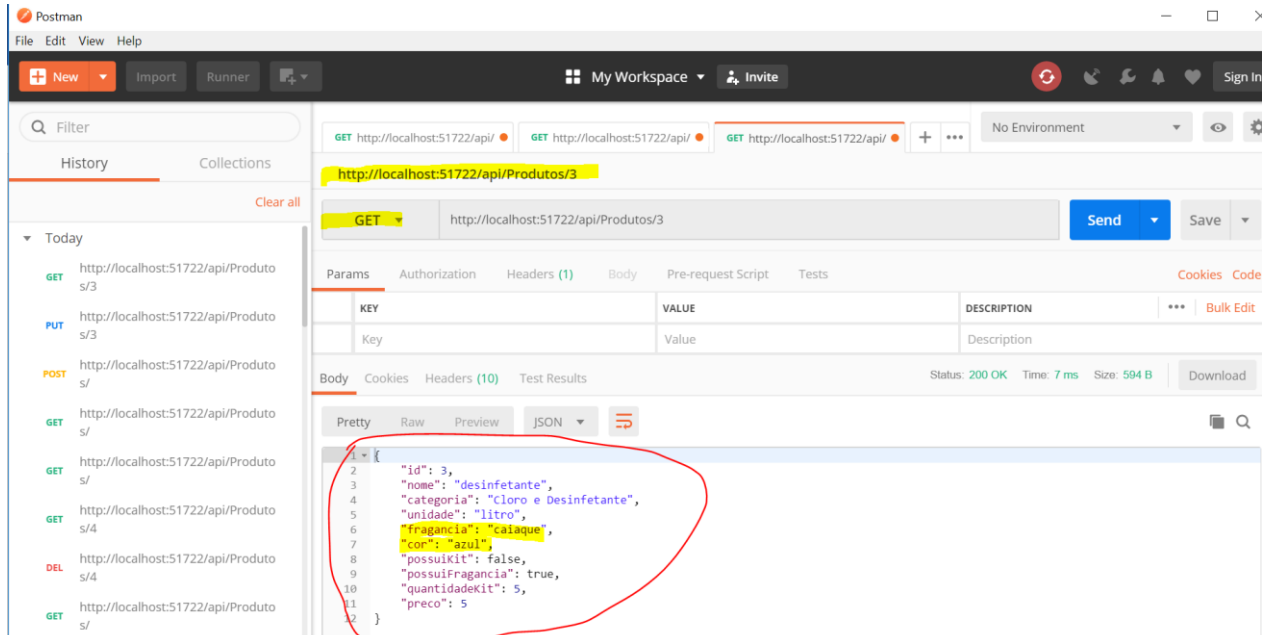 Postman
File Edit View Help
New Import Runner My Workspace Invite Sign In
Filter
History Collections
Clear all
Today
GET http://localhost:51722/api/Produto
s/3
PUT http://localhost:51722/api/Produto
s/3
POST http://localhost:51722/api/Produto
s/
GET http://localhost:51722/api/Produto
s/
GET http://localhost:51722/api/Produto
s/
GET http://localhost:51722/api/Produto
s/4
DEL http://localhost:51722/api/Produto
s/4
GET http://localhost:51722/api/Produto
s/
GET http://localhost:51722/api/ GET http://localhost:51722/api/ GET http://localhost:51722/api/ + ••• No Environment
http://localhost:51722/api/Produtos/3
GET http://localhost:51722/api/Produtos/3 Send Save
Params Authorization Headers (1) Body Pre-request Script Tests Cookies Code
KEY VALUE DESCRIPTION ••• Bulk Edit
Key Value Description
Body Cookies Headers (10) Test Results Status: 200 OK Time: 7 ms Size: 594 B Download
Pretty Raw Preview JSON
1 {
2 "id": 3,
3 "nome": "desinfetante",
4 "categoria": "Cloro e Desinfetante",
5 "unidade": "litro",
6 "fragancia": "caiaque",
7 "cor": "azul",
8 "possuiKit": false,
9 "possuiFragancia": true,
10 "quantidadeKit": 5,
11 "preco": 5
12 }